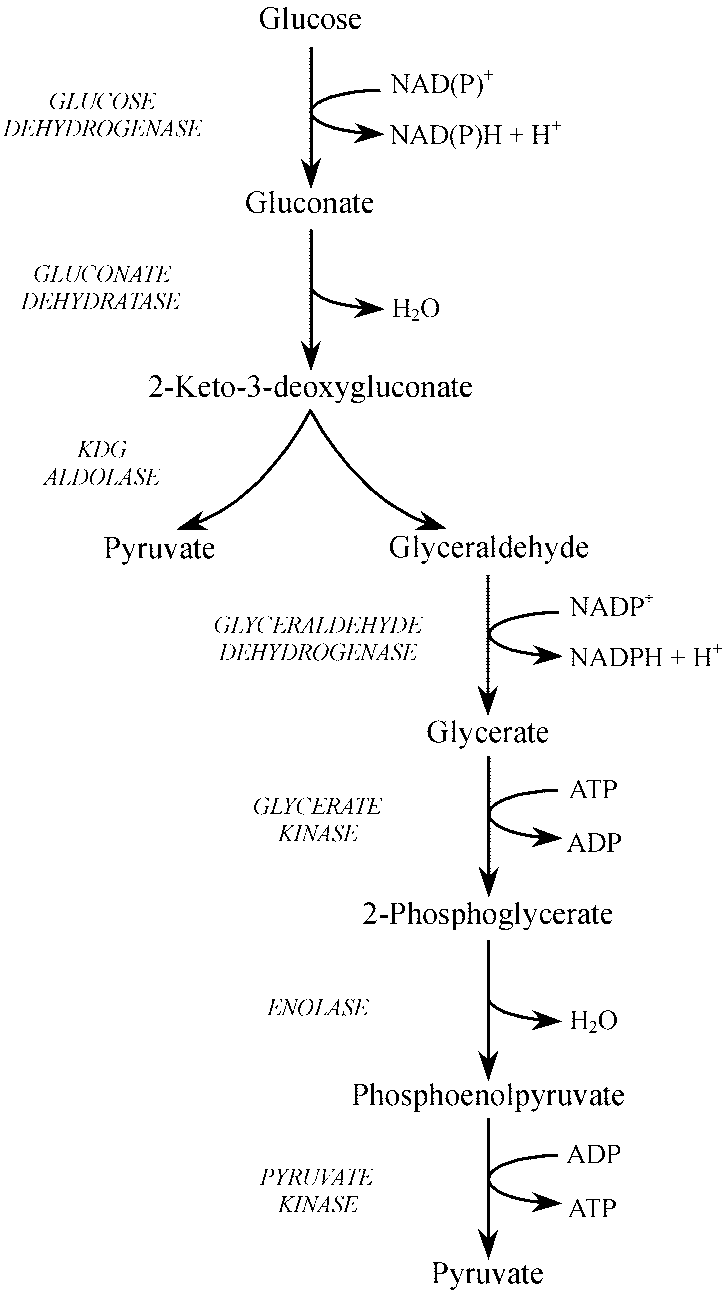 Glucose
GLUCOSE
DEHYDROGENASE
NAD(P)⁺
NAD(P)H + H⁺
Gluconate
GLUCONATE
DEHYDRATASE
H₂O
2-Keto-3-deoxygluconate
KDG
ALDOLASE
Pyruvate
Glyceraldehyde
GLYCERALDEHYDE
DEHYDROGENASE
NADP⁺
NADPH + H⁺
Glycerate
GLYCERATE
KINASE
ATP
ADP
2-Phosphoglycerate
ENOLASE
H₂O
Phosphoenolpyruvate
PYRUVATE
KINASE
ADP
ATP
Pyruvate